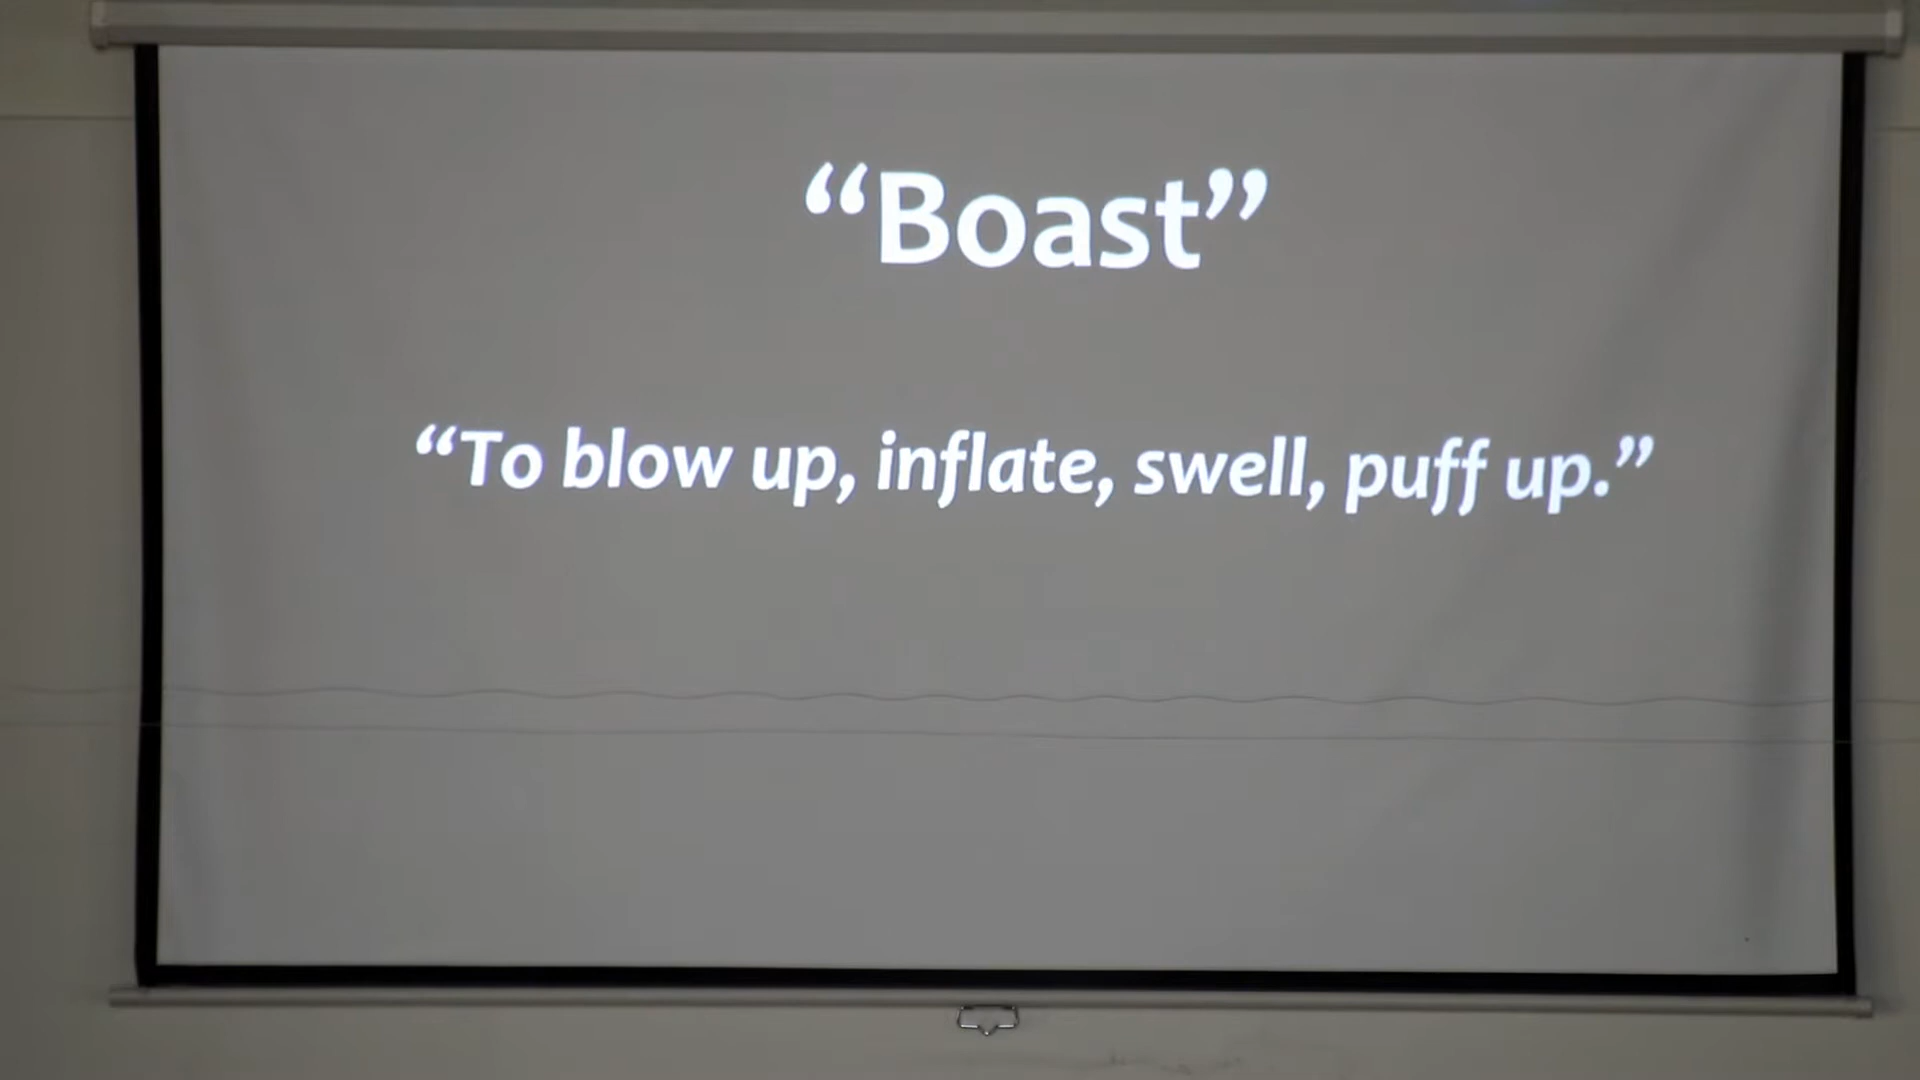 “Boast”
“To blow up, inflate, swell, puff up.”